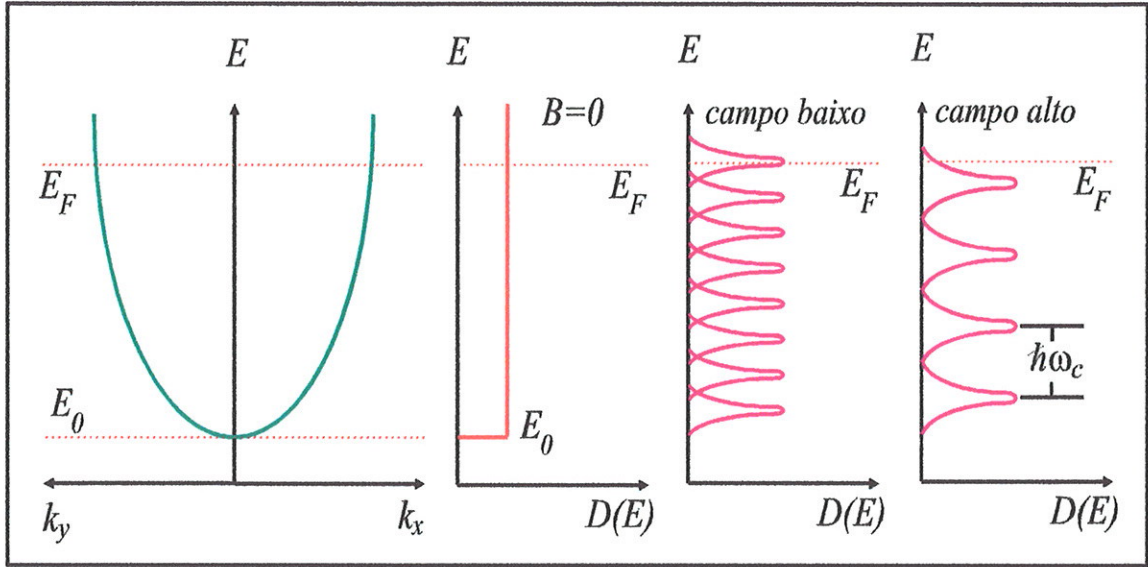 E
E_F
E_0
k_y
k_x
E
B=0
E_F
E_0
D(E)
E
campo baixo
E_F
D(E)
E
campo alto
E_F
ħω_c
D(E)